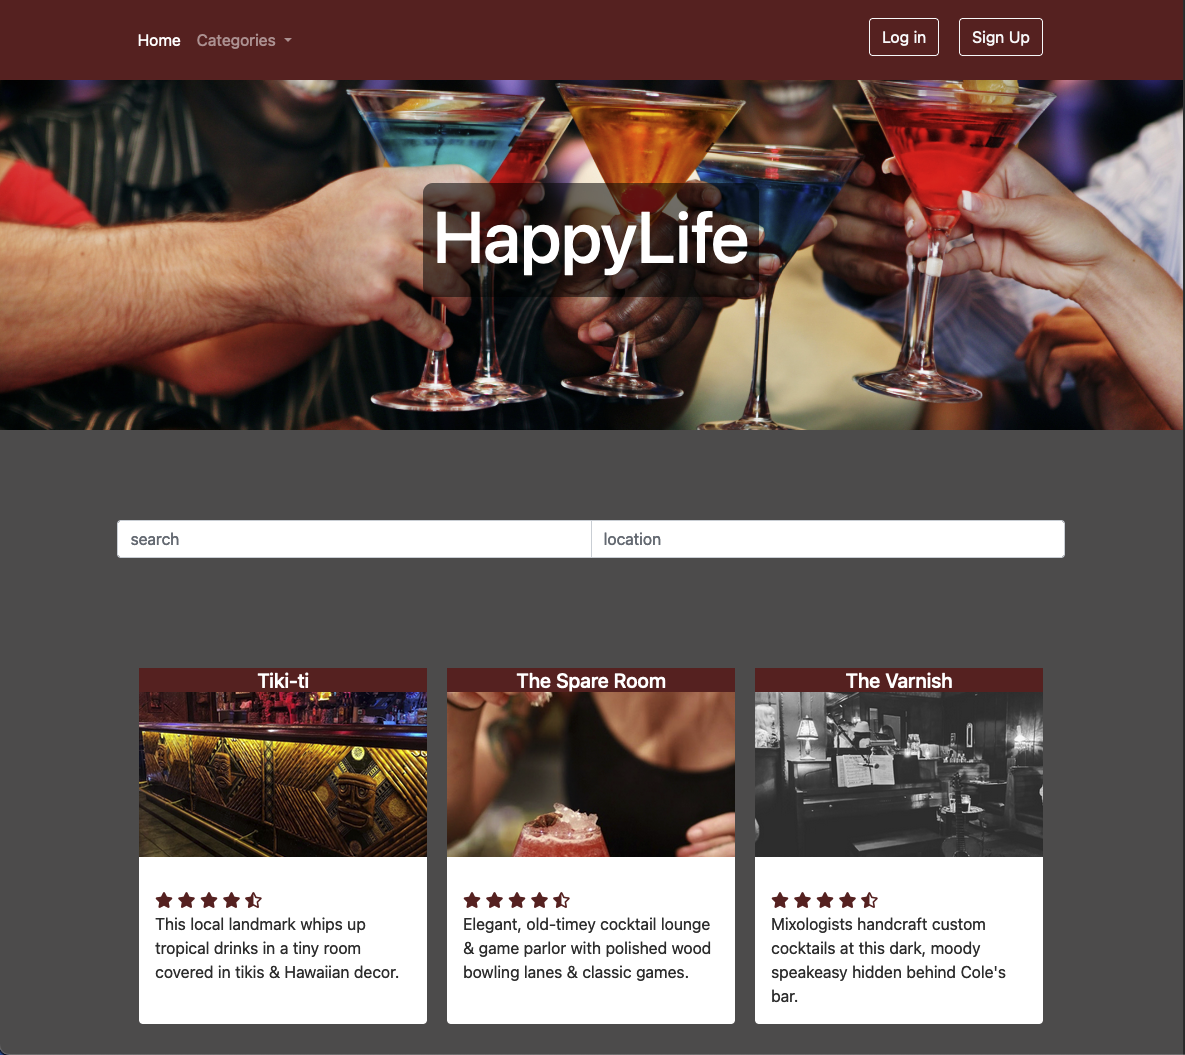 Home Categories Log in Sign Up
HappyLife
search location
Tiki-ti
This local landmark whips up
tropical drinks in a tiny room
covered in tikis & Hawaiian decor.
The Spare Room
Elegant, old-timey cocktail lounge
& game parlor with polished wood
bowling lanes & classic games.
The Varnish
Mixologists handcraft custom
cocktails at this dark, moody
speakeasy hidden behind Cole's
bar.